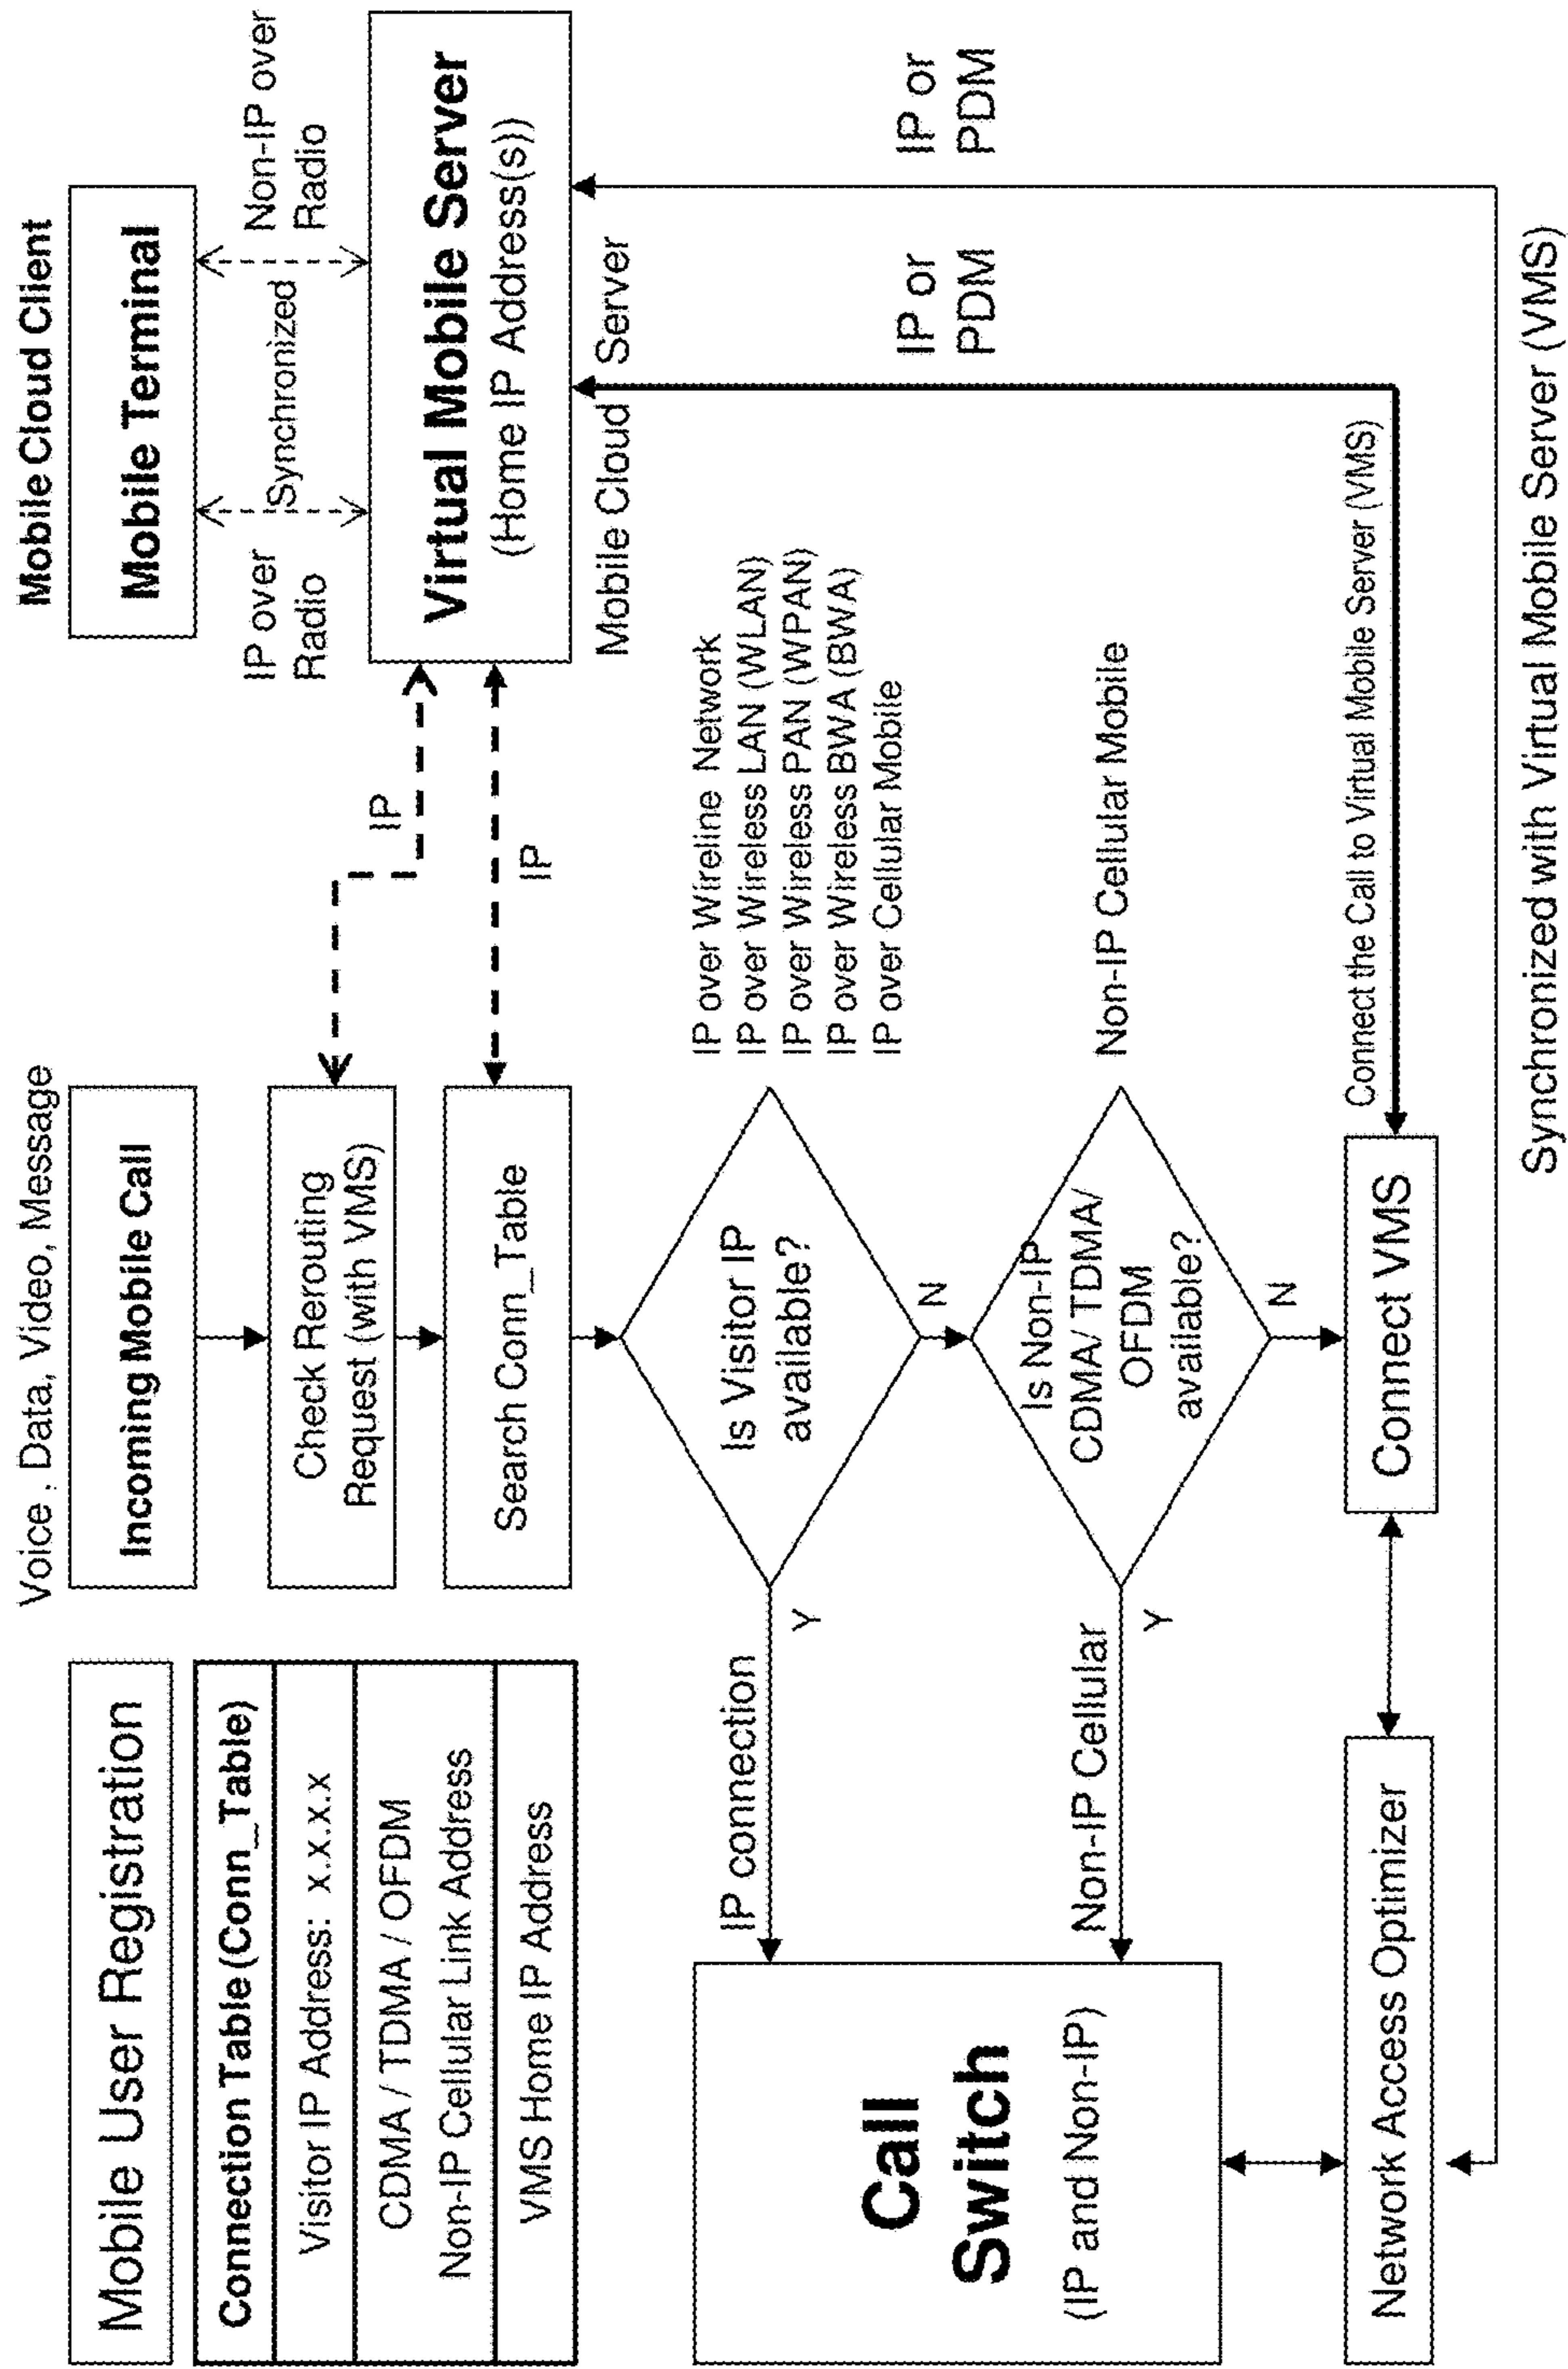 Mobile User Registration
Connection Table (Conn_Table)
Visitor IP Address: x.x.x.x
CDMA / TDMA / OFDM
Non-IP Cellular Link Address
VMS Home IP Address
Voice , Data, Video, Message
Incoming Mobile Call
Check Rerouting
Request (with VMS)
Search Conn_Table
Mobile Cloud Client
Mobile Terminal
IP over
Radio
Synchronized
Non-IP over
Radio
Virtual Mobile Server
(Home IP Address(s))
Mobile Cloud Server
IP
IP
Is Visitor IP
available?
IP over Wireline Network
IP over Wireless LAN (WLAN)
IP over Wireless PAN (WPAN)
IP over Wireless BWA (BWA)
IP over Cellular Mobile
IP connection
Y
N
Call
Switch
(IP and Non-IP)
Is Non-IP
CDMA/ TDMA/
OFDM
available?
Non-IP Cellular Mobile
Non-IP Cellular
Y
N
IP or
PDM
IP or
PDM
Connect the Call to Virtual Mobile Server (VMS)
Connect VMS
Network Access Optimizer
Synchronized with Virtual Mobile Server (VMS)